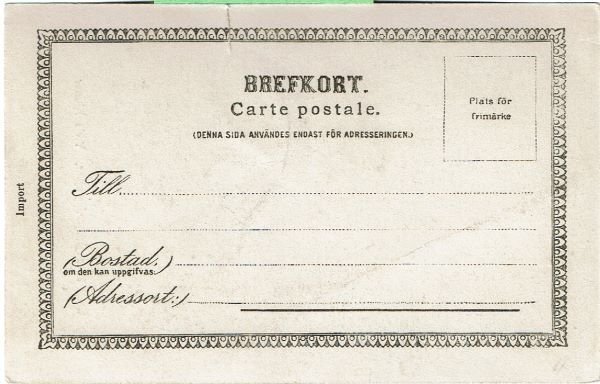 BREFKORT.
Carte postale.
(DENNA SIDA ANVÄNDES ENDAST FÖR ADRESSERINGEN.)
Plats för
frimärke
Till
(Bostad.)
om den kan uppgifvas.
(Adressort:)
Import